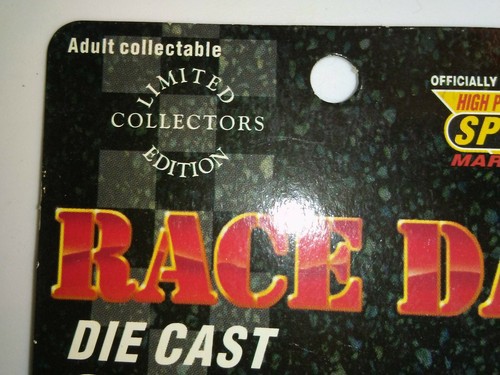 Adult collectable
LIMITED
COLLECTORS
EDITION
OFFICIALLY
HIGH P
SP
MAR
RACE DA
DIE CAST